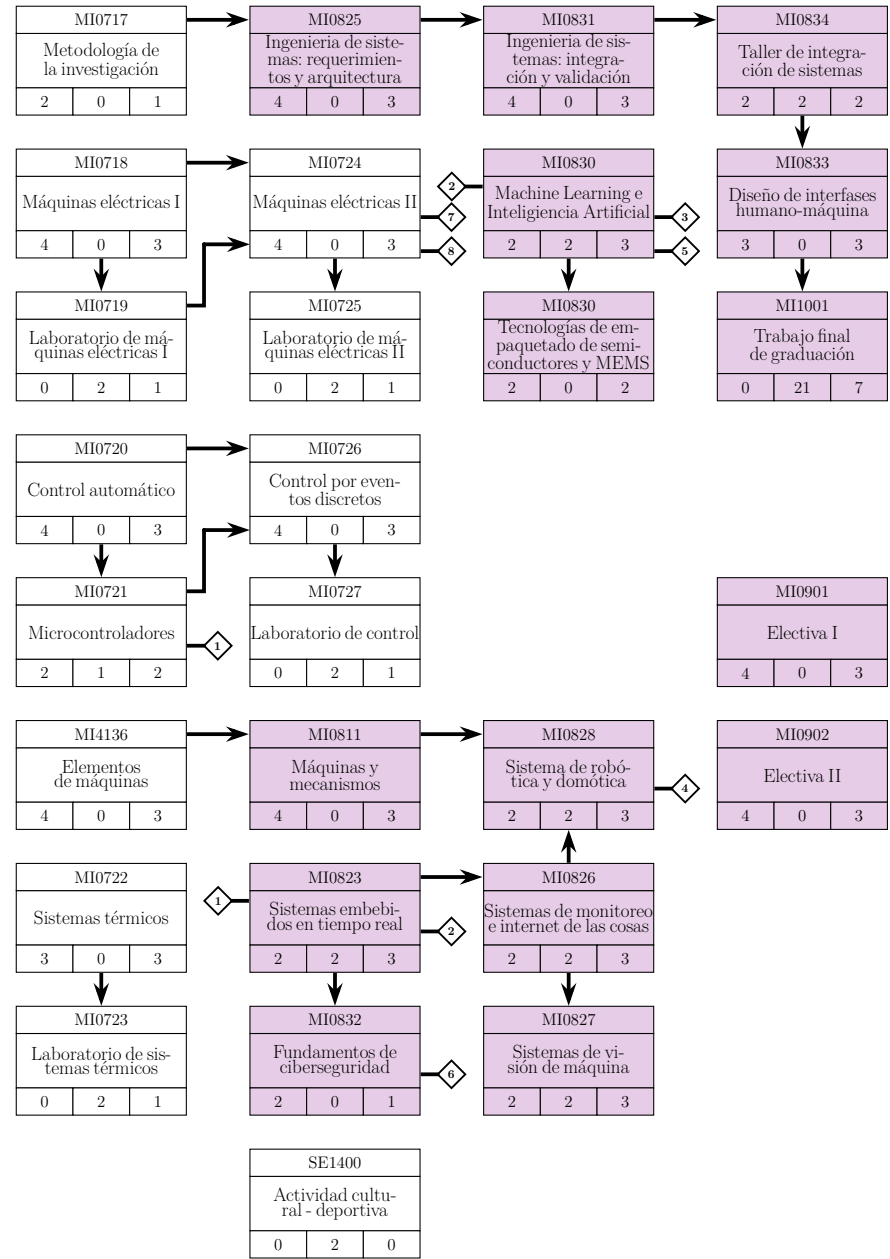 MI0717
Metodología de
la investigación
2 0 1
MI0825
Ingenieria de siste-
mas: requerimien-
tos y arquitectura
4 0 3
MI0831
Ingenieria de sis-
temas: integra-
ción y validación
4 0 3
MI0834
Taller de integra-
ción de sistemas
2 2 2
MI0718
Máquinas eléctricas I
4 0 3
MI0724
Máquinas eléctricas II
4 0 3
7
8
2
MI0830
Machine Learning e
Inteligiencia Artificial
2 2 3
3
5
MI0833
Diseño de interfases
humano-máquina
3 0 3
MI0719
Laboratorio de má-
quinas eléctricas I
0 2 1
MI0725
Laboratorio de má-
quinas eléctricas II
0 2 1
MI0830
Tecnologías de em-
paquetado de semi-
conductores y MEMS
2 0 2
MI1001
Trabajo final
de graduación
0 21 7
MI0720
Control automático
4 0 3
MI0726
Control por even-
tos discretos
4 0 3
MI0721
Microcontroladores
2 1 2
1
MI0727
Laboratorio de control
0 2 1
MI0901
Electiva I
4 0 3
MI4136
Elementos
de máquinas
4 0 3
MI0811
Máquinas y
mecanismos
4 0 3
MI0828
Sistema de robó-
tica y domótica
2 2 3
4
MI0902
Electiva II
4 0 3
MI0722
Sistemas térmicos
3 0 3
1
MI0823
Sistemas embebi-
dos en tiempo real
2 2 3
2
MI0826
Sistemas de monitoreo
e internet de las cosas
2 2 3
MI0723
Laboratorio de sis-
temas térmicos
0 2 1
MI0832
Fundamentos de
ciberseguridad
2 0 1
6
MI0827
Sistemas de vi-
sión de máquina
2 2 3
SE1400
Actividad cultu-
ral - deportiva
0 2 0